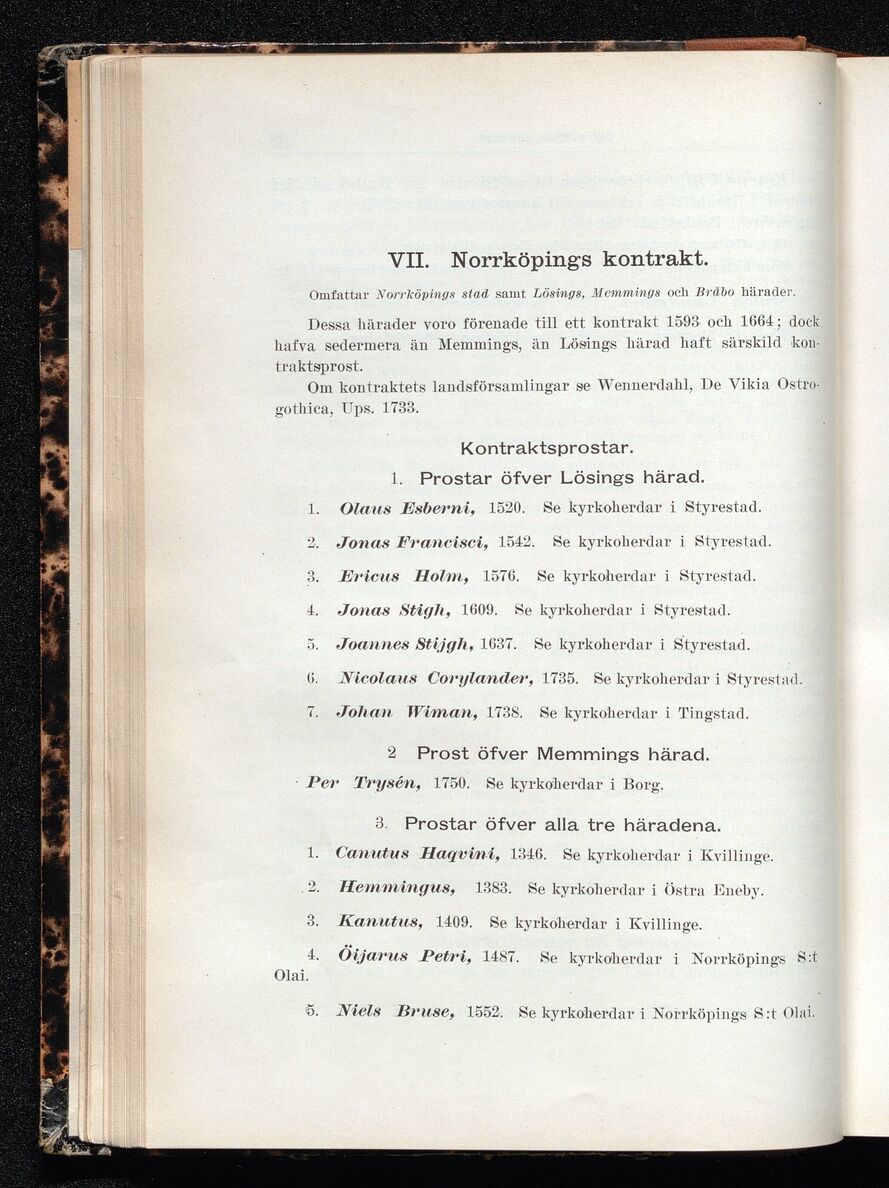 VII. Norrköpings kontrakt.
Omfattar Norrköpings stad samt Lösings, Memmings och Bråbo härader.
Dessa härader voro förenade till ett kontrakt 1593 och 1664; dock
hafva sedermera än Memmings, än Lösings härad haft särskild kon-
traktsprost.
Om kontraktets landsförsamlingar se Wennerdahl, De Vikia Ostro-
gothica, Ups. 1733.
Kontraktsprostar.
1. Prostar öfver Lösings härad.
1. Olaus Esberni, 1520. Se kyrkoherdar i Styrestad.
2. Jonas Francisci, 1542. Se kyrkoherdar i Styrestad.
3. Ericus Holm, 1576. Se kyrkoherdar i Styrestad.
4. Jonas Stigh, 1609. Se kyrkoherdar i Styrestad.
5. Joannes Stijgh, 1637. Se kyrkoherdar i Styrestad.
6. Nicolaus Corylander, 1735. Se kyrkoherdar i Styrestad.
7. Johan Wiman, 1738. Se kyrkoherdar i Tingstad.
2 Prost öfver Memmings härad.
Per Trysén, 1750. Se kyrkoherdar i Borg.
3. Prostar öfver alla tre häradena.
1. Canutus Haqvini, 1346. Se kyrkoherdar i Kvillinge.
2. Hemmingus, 1383. Se kyrkoherdar i Östra Eneby.
3. Kanutus, 1409. Se kyrkoherdar i Kvillinge.
4. Öijarus Petri, 1487. Se kyrkoherdar i Norrköpings S:t
Olai.
5. Niels Bruse, 1552. Se kyrkoherdar i Norrköpings S:t Olai.